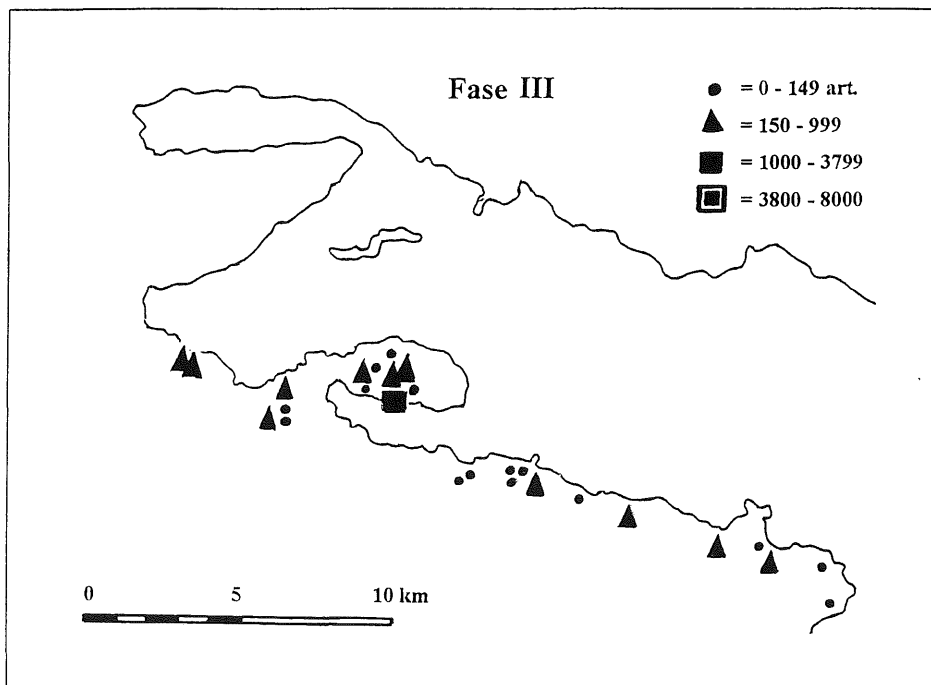 Fase III
= 0 - 149 art.
= 150 - 999
= 1000 - 3799
= 3800 - 8000
0 5 10 km